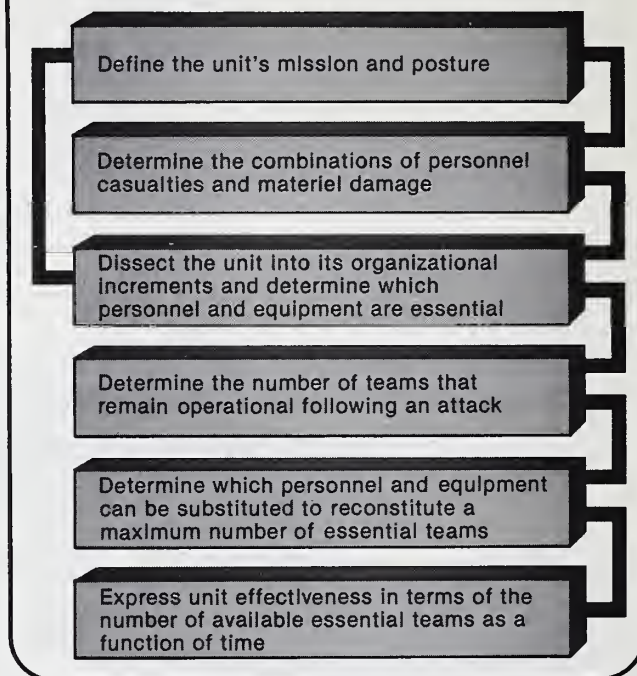 Define the unit's mission and posture
Determine the combinations of personnel
casualties and materiel damage
Dissect the unit into its organizational
increments and determine which
personnel and equipment are essential
Determine the number of teams that
remain operational following an attack
Determine which personnel and equipment
can be substituted to reconstitute a
maximum number of essential teams
Express unit effectiveness in terms of the
number of available essential teams as a
function of time